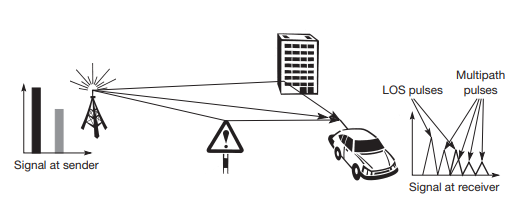 Multipath
LOS pulses
pulses
Signal at sender
Signal at receiver